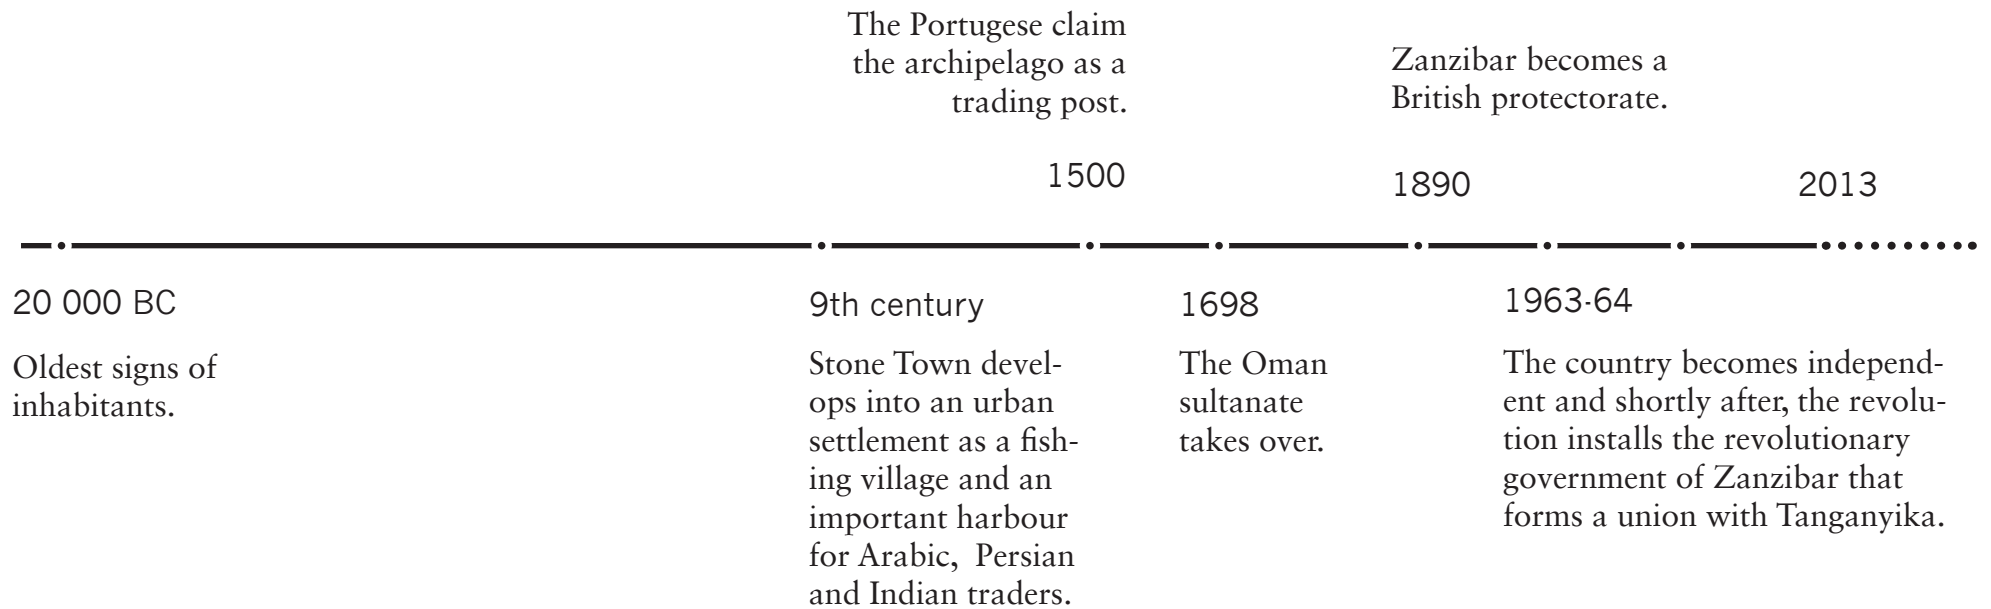 The Portugese claim
the archipelago as a
trading post.
1500
Zanzibar becomes a
British protectorate.
1890
2013
20 000 BC
Oldest signs of
inhabitants.
9th century
Stone Town devel-
ops into an urban
settlement as a fish-
ing village and an
important harbour
for Arabic,  Persian
and Indian traders.
1698
The Oman
sultanate
takes over.
1963-64
The country becomes independ-
ent and shortly after, the revolu-
tion installs the revolutionary
government of Zanzibar that
forms a union with Tanganyika.